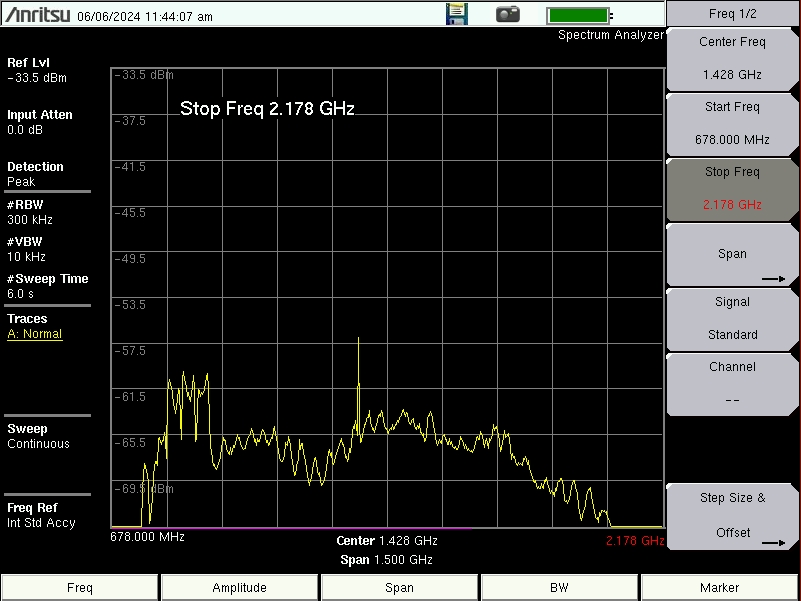 Anritsu 06/06/2024 11:44:07 am
Spectrum Analyzer
Ref Lvl
-33.5 dBm
Input Atten
0.0 dB
Detection
Peak
#RBW
300 kHz
#VBW
10 kHz
#Sweep Time
6.0 s
Traces
A: Normal
Sweep
Continuous
Freq Ref
Int Std Accy
-33.5 dBm
Stop Freq 2.178 GHz
-37.5
-41.5
-45.5
-49.5
-53.5
-57.5
-61.5
-65.5
-69.5 dBm
678.000 MHz
Center 1.428 GHz
2.178 GHz
Span 1.500 GHz
Freq 1/2
Center Freq
1.428 GHz
Start Freq
678.000 MHz
Stop Freq
2.178 GHz
Span
Signal
Standard
Channel
--
Step Size &
Offset
Freq
Amplitude
Span
BW
Marker